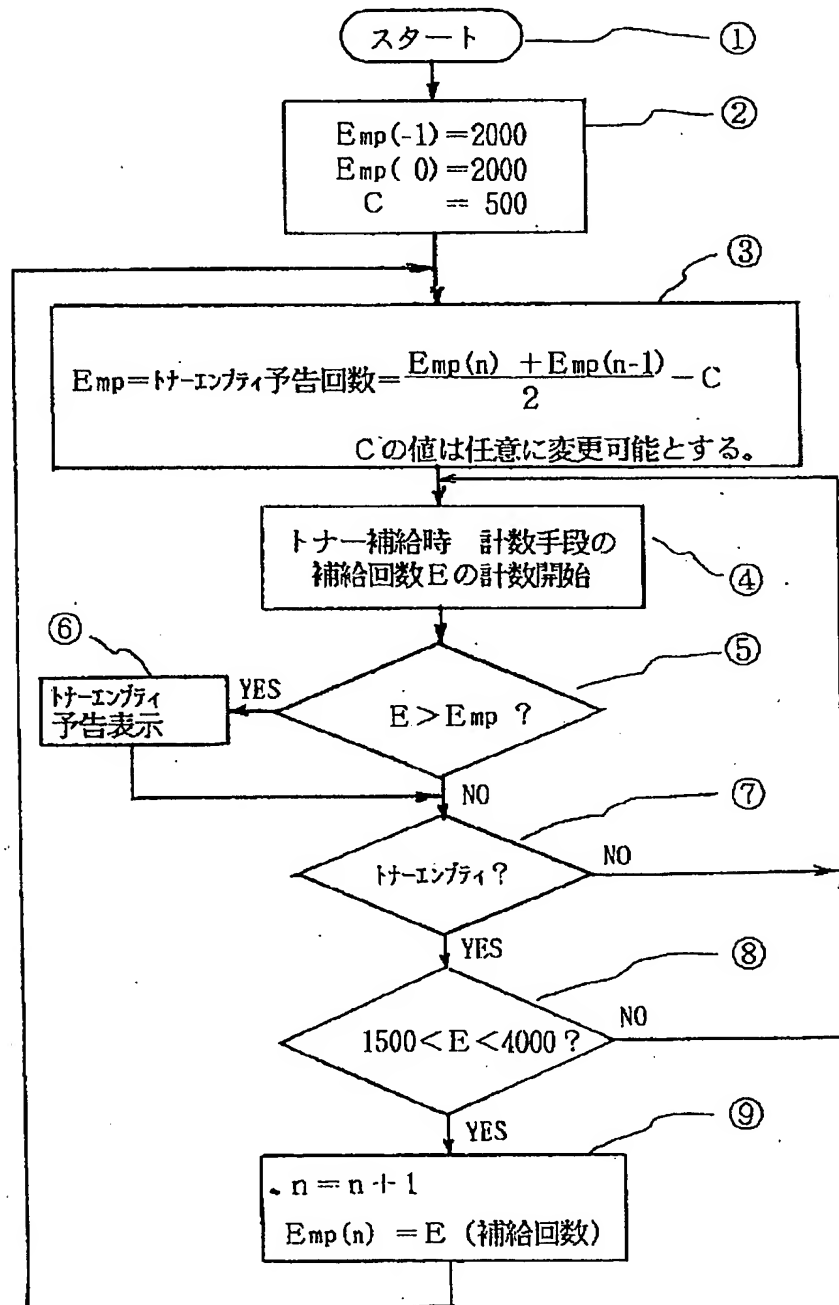 スタート
①
②
Emp(-1)=2000
Emp( 0)=2000
C = 500
③
Emp=トナーエンプティ予告回数=Emp(n) +Emp(n-1)/2 -C
Cの値は任意に変更可能とする。
トナー補給時 計数手段の
補給回数Eの計数開始
④
⑤
⑥
E>Emp ?
YES
トナーエンプティ
予告表示
NO
⑦
トナーエンプティ?
NO
YES
⑧
1500<E<4000?
NO
YES
⑨
n=n+1
Emp(n) =E (補給回数)